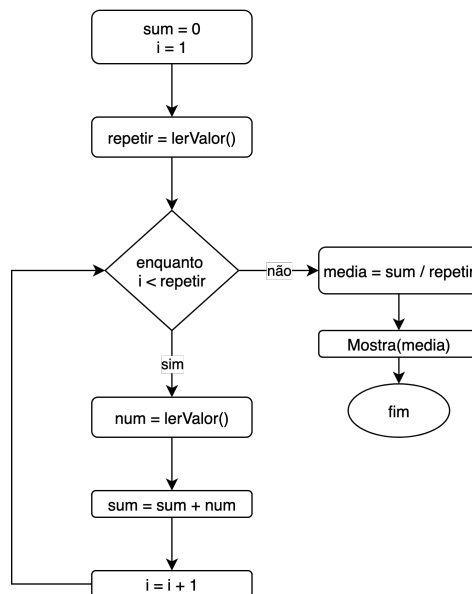 sum = 0
i = 1
repetir = lerValor()
enquanto
i < repetir
não
media = sum / repetir
Mostra(media)
fim
sim
num = lerValor()
sum = sum + num
i = i + 1